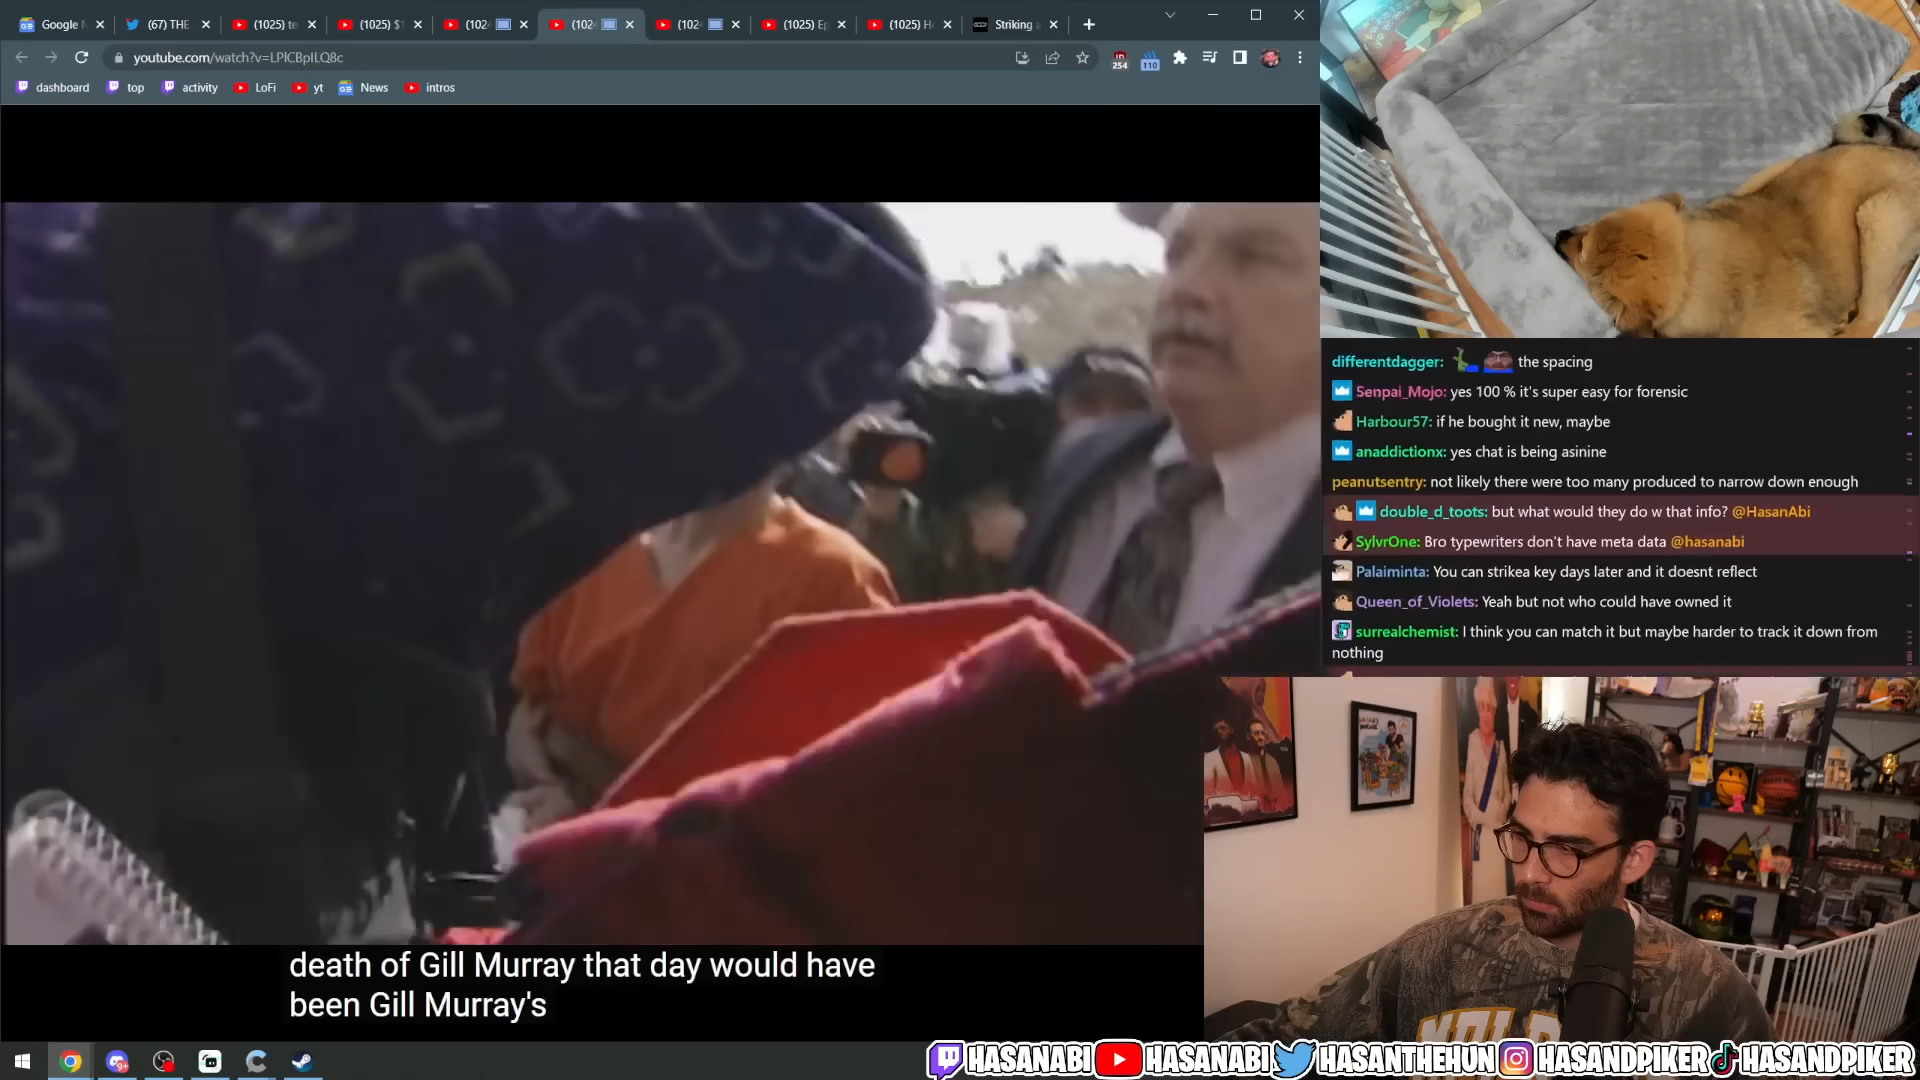 Google N
(67) THE
(1025) te
(1025) $1
(102
(102
(102
(1025) Ep
(1025) H
Striking a
youtube.com/watch?v=LPlCBpILQ8c
254
110
dashboard
top
activity
LoFi
yt
News
intros
differentdagger: the spacing
Senpai_Mojo: yes 100 % it's super easy for forensic
Harbour57: if he bought it new, maybe
anaddictionx: yes chat is being asinine
peanutsentry: not likely there were too many produced to narrow down enough
double_d_toots: but what would they do w that info? @HasanAbi
SylvrOne: Bro typewriters don't have meta data @hasanabi
Palaiminta: You can strikea key days later and it doesnt reflect
Queen_of_Violets: Yeah but not who could have owned it
surrealchemist: I think you can match it but maybe harder to track it down from
nothing
death of Gill Murray that day would have
been Gill Murray's
HASANABI HASANABI HASANTHEHUN HASANDPIKER HASANDPIKER